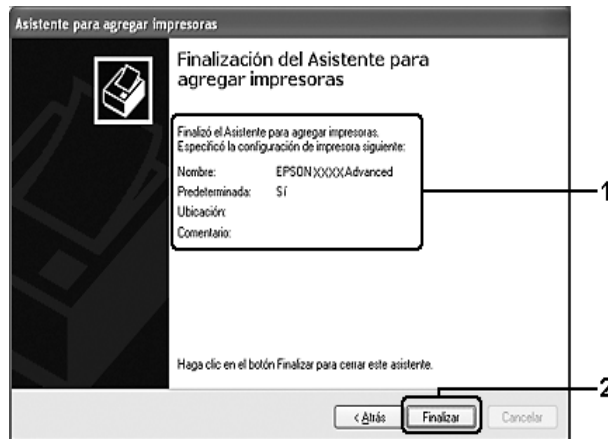 Asistente para agregar impresoras
Finalización del Asistente para
agregar impresoras
Finalizó el Asistente para agregar impresoras.
Especificó la configuración de impresora siguiente:
Nombre: EPSON XXXX Advanced
Predeterminada: Sí
Ubicación:
Comentario:
1
Haga clic en el botón Finalizar para cerrar este asistente.
2
< Atrás Finalizar Cancelar